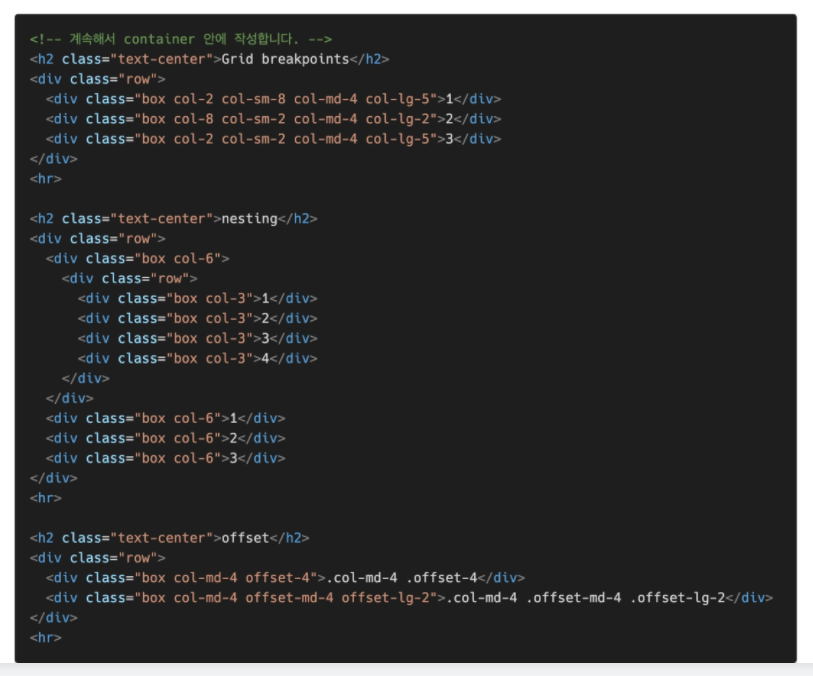 <!-- 계속해서 container 안에 작성합니다. -->
<h2 class="text-center">Grid breakpoints</h2>
<div class="row">
  <div class="box col-2 col-sm-8 col-md-4 col-lg-5">1</div>
  <div class="box col-8 col-sm-2 col-md-4 col-lg-2">2</div>
  <div class="box col-2 col-sm-2 col-md-4 col-lg-5">3</div>
</div>
<hr>

<h2 class="text-center">nesting</h2>
<div class="row">
  <div class="box col-6">
    <div class="row">
      <div class="box col-3">1</div>
      <div class="box col-3">2</div>
      <div class="box col-3">3</div>
      <div class="box col-3">4</div>
    </div>
  </div>
  <div class="box col-6">1</div>
  <div class="box col-6">2</div>
  <div class="box col-6">3</div>
</div>
<hr>

<h2 class="text-center">offset</h2>
<div class="row">
  <div class="box col-md-4 offset-4">.col-md-4 .offset-4</div>
  <div class="box col-md-4 offset-md-4 offset-lg-2">.col-md-4 .offset-md-4 .offset-lg-2</div>
</div>
<hr>